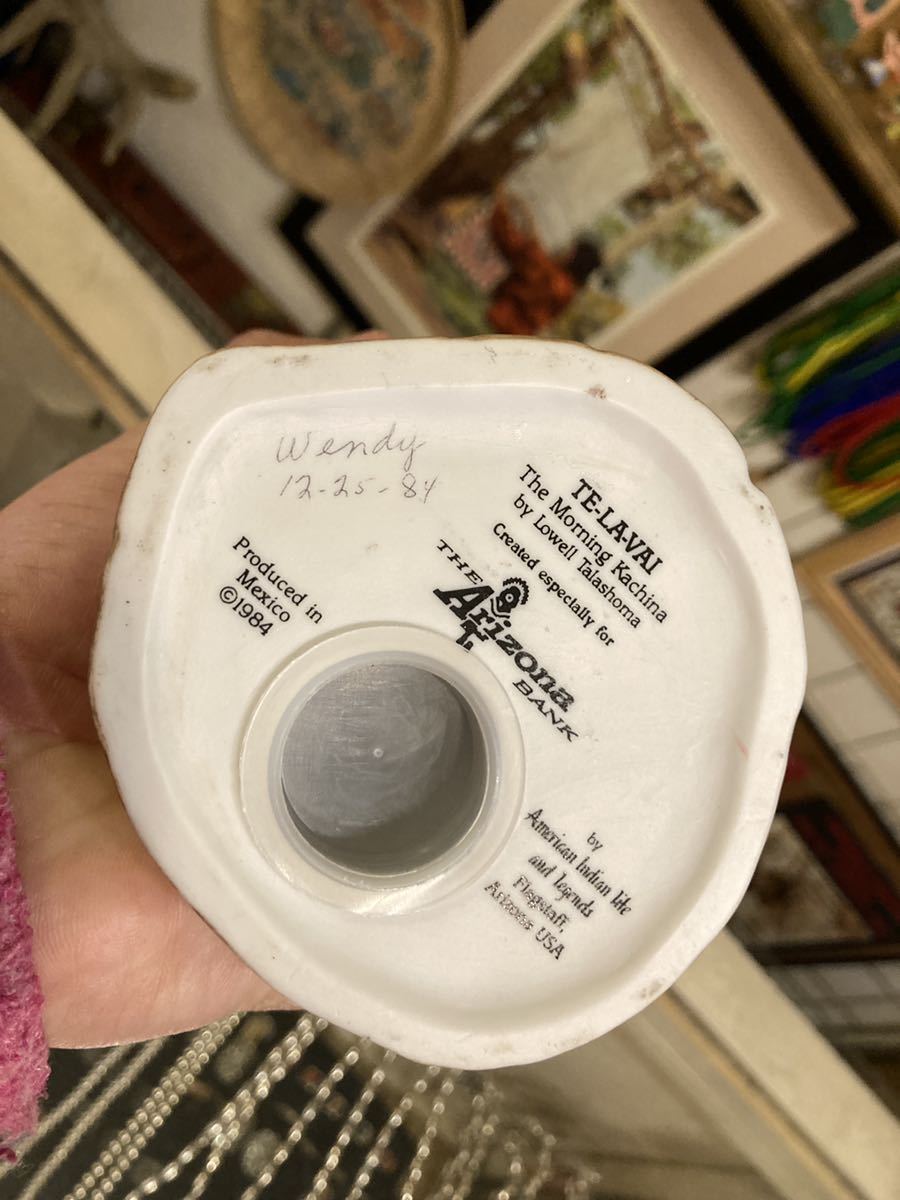 Wendy
12-25-84
TE-LA-VAI
The Morning Kachina
by Lowell Talashoma
Created especially for
THE
Arizona
BANK
Produced in
Mexico
©1984
by
American Indian life
and legends
Flagstaff,
Arizona USA